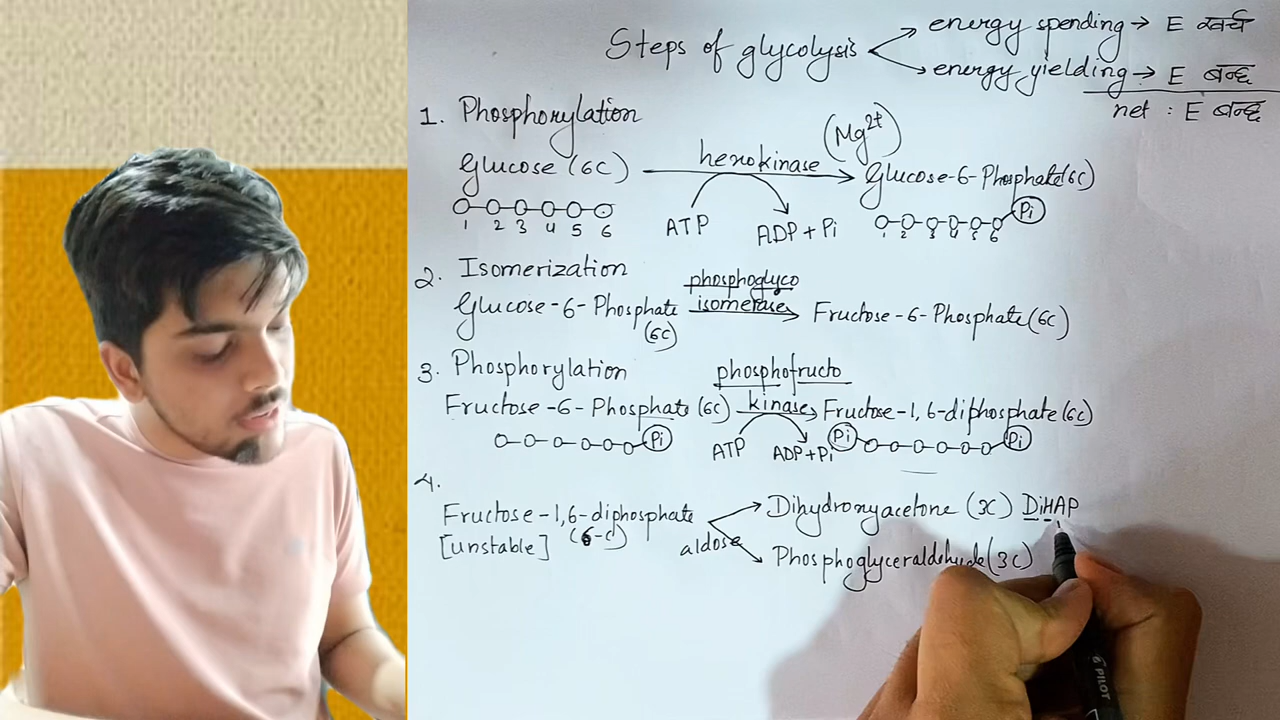 Steps of glycolysis
energy spending → E खर्च
energy yielding → E बन्छ
net : E बन्छ
1. Phosphorylation
Glucose (6C) hexokinase (Mg2+) Glucose-6-Phosphate(6C)
1 2 3 4 5 6
ATP ADP + Pi
1 2 3 4 5 6 Pi
2. Isomerization
Glucose-6-Phosphate (6C) phosphoglyco isomerase Fructose-6-Phosphate(6C)
3. Phosphorylation
Fructose-6-Phosphate (6C) phosphofructo kinase Fructose-1,6-diphosphate(6C)
Pi ATP ADP+Pi Pi Pi
4.
Fructose-1,6-diphosphate (6-C)
[unstable]
aldose
Dihydroxyacetone (3C) DiHAP
Phosphoglyceraldehyde(3C)
PILOT